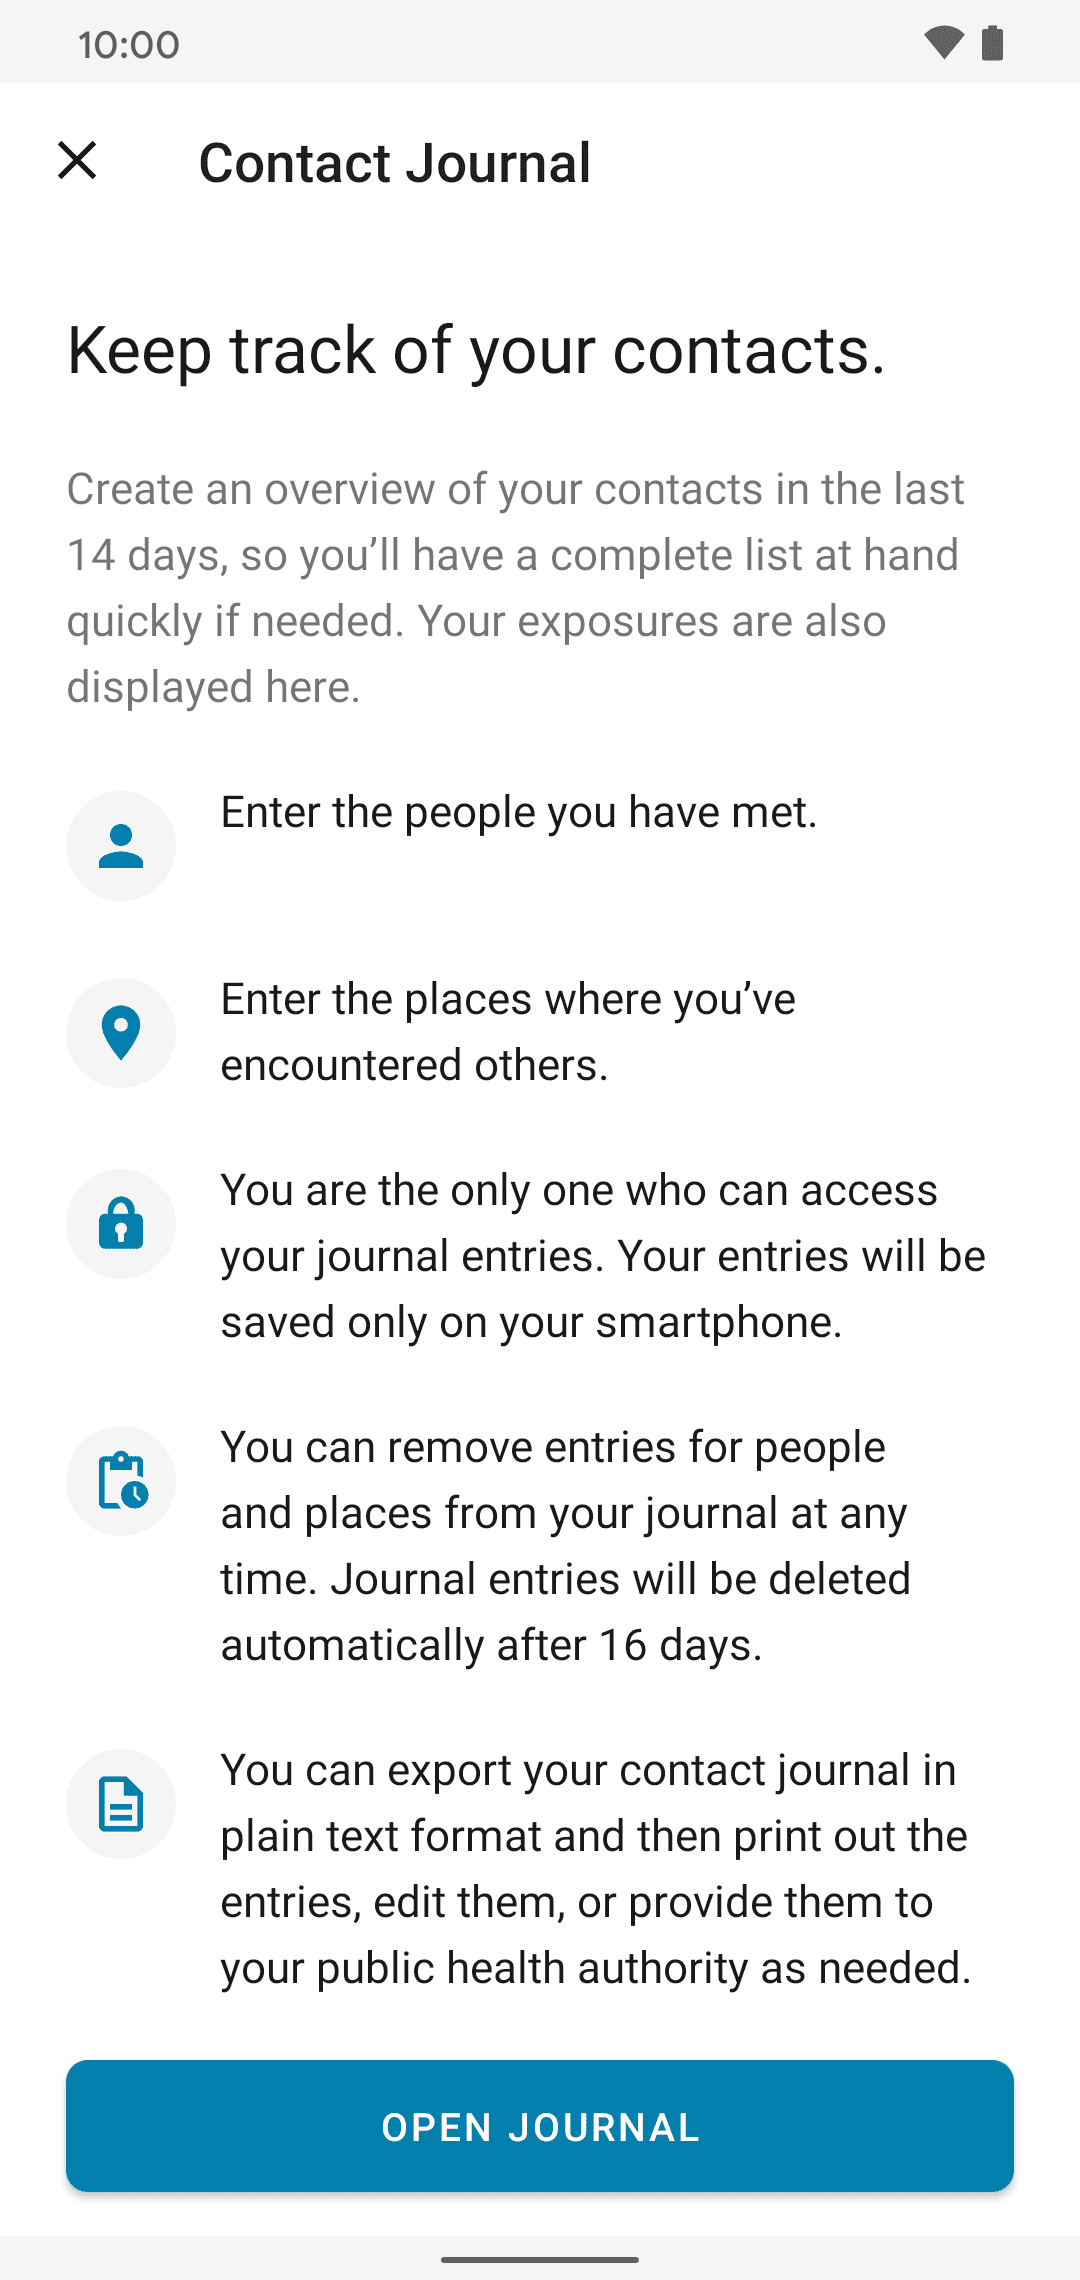 10:00
Contact Journal
Keep track of your contacts.
Create an overview of your contacts in the last
14 days, so you’ll have a complete list at hand
quickly if needed. Your exposures are also
displayed here.
Enter the people you have met.
Enter the places where you’ve
encountered others.
You are the only one who can access
your journal entries. Your entries will be
saved only on your smartphone.
You can remove entries for people
and places from your journal at any
time. Journal entries will be deleted
automatically after 16 days.
You can export your contact journal in
plain text format and then print out the
entries, edit them, or provide them to
your public health authority as needed.
OPEN JOURNAL